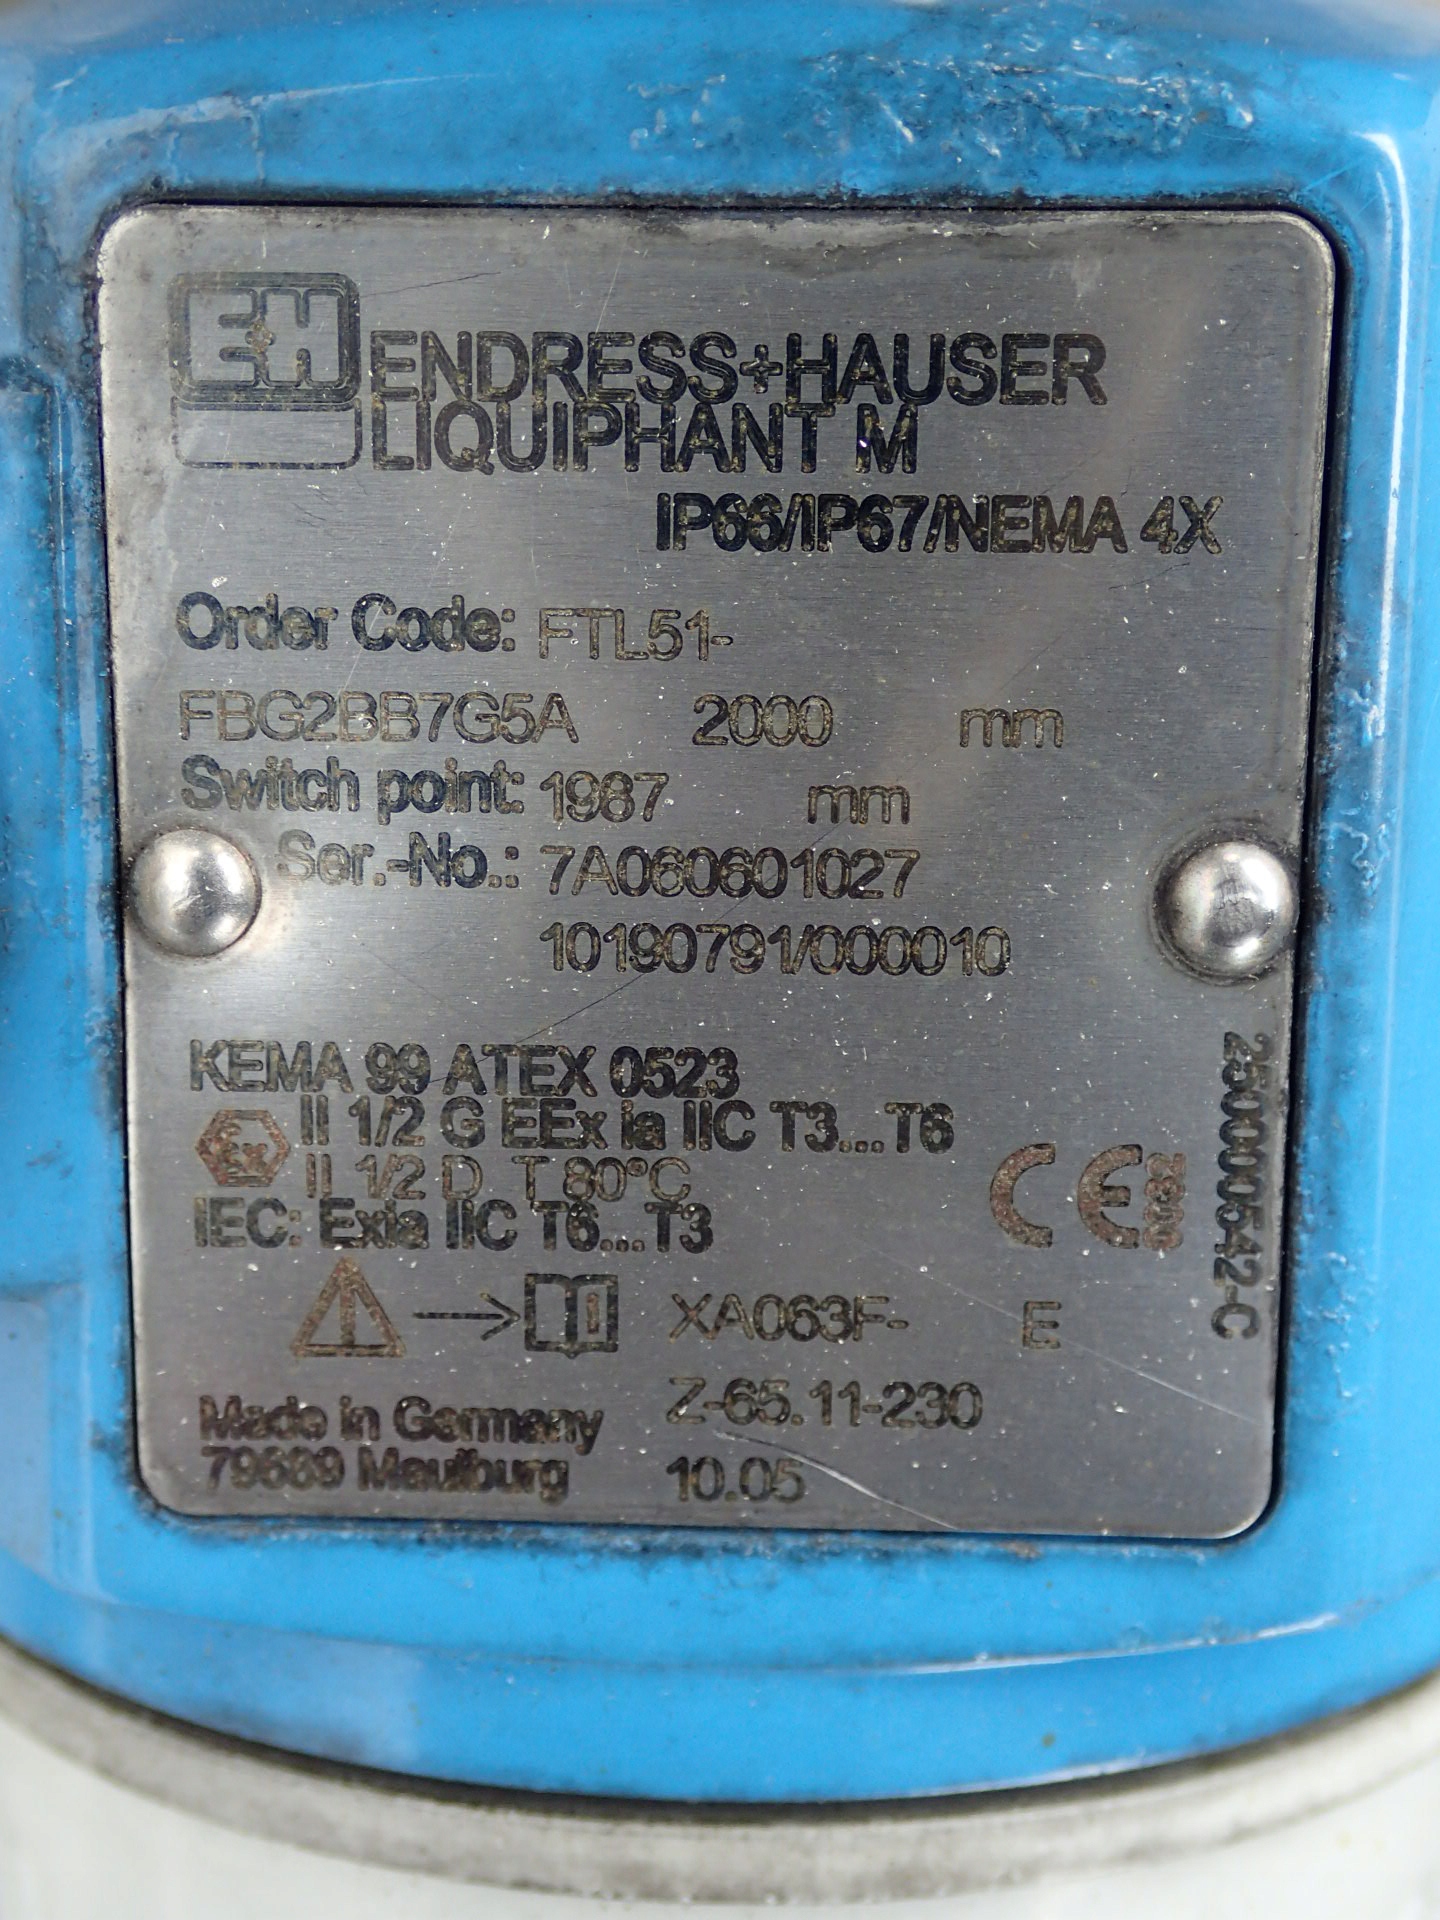 E+H
ENDRESS+HAUSER
LIQUIPHANT M
IP66/IP67/NEMA 4X
Order Code: FTL51-
FBG2BB7G5A 2000 mm
Switch point: 1987 mm
Ser.-No.: 7A060601027
10190791/000010
KEMA 99 ATEX 0523
II 1/2 G EEx ia IIC T3...T6
Ex
II 1/2 D T 80°C
IEC: Exia IIC T6...T3
CE
XA063F- E
Z-65.11-230
Made in Germany
79689 Maulburg 10.05
250000542-C